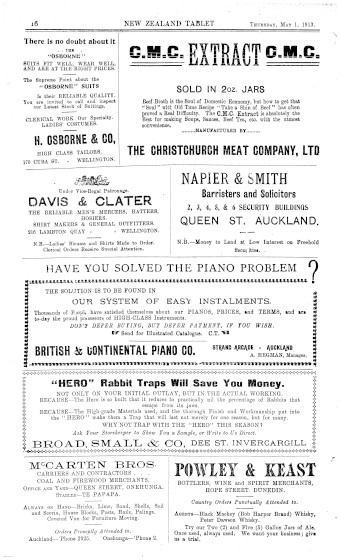 16
NEW ZEALAND TABLET
THURSDAY, MAY 1, 1913.
There is no doubt about it
THE
"OSBORNE"
SUITS FIT WELL, WEAR WELL,
AND ARE AT THE RIGHT PRICES.
The Supreme Point about the
"OSBORNE" SUITS
Is their RELIABLE QUALITY.
You are invited to call and inspect
our Latest Stock of Suitings.
CLERICAL WORK Our Specialty.
LADIES' COSTUMES.
H. OSBORNE & CO,
HIGH CLASS TAILORS,
170 CUBA ST. - WELLINGTON.
C.M.C. EXTRACT C.M.C.
SOLD IN 2oz. JARS
Beef Broth is the Soul of Domestic Economy, but how to get that
"Soul" with Old Time Recipe "Take a Shin of Beef" has often
proved a Real Difficulty. The C.M.C. Extract is absolutely the
Best for making Soups, Sauces, Beef Tea, etc. with the utmost
convenience.
MANUFACTURED BY
THE CHRISTCHURCH MEAT COMPANY, LTD
Under Vice-Regal Patronage.
DAVIS & CLATER
THE RELIABLE MEN'S MERCERS, HATTERS,
HOSIERS,
SHIRT MAKERS & GENERAL OUTFITTERS.
LAMBTON QUAY - WELLINGTON.
N.B.—Ladies' Blouses and Shirts Made to Order.
Clerical Orders Receive Special Attention.
NAPIER & SMITH
Barristers and Solicitors
2, 3, 4, 5, & 6 SECURITY BUILDINGS
QUEEN ST. AUCKLAND.
N.B.—Money to Lend at Low Interest on Freehold
Securities.
HAVE YOU SOLVED THE PIANO PROBLEM ?
THE SOLUTION IS TO BE FOUND IN
OUR SYSTEM OF EASY INSTALMENTS.
Thousands of People have satisfied themselves about our PIANOS, PRICES, and TERMS, and are
to-day the proud possessors of HIGH-CLASS Instruments.
DON'T DEFER BUYING, BUT DEFER PAYMENT, IF YOU WISH.
Send for Illustrated Catalogue. C.T.
BRITISH & CONTINENTAL PIANO CO.
STRAND ARCADE - AUCKLAND
A. HEGMAN, Manager.
"HERO" Rabbit Traps Will Save You Money.
NOT ONLY ON YOUR INITIAL OUTLAY, BUT IN THE ACTUAL WORKING.
BECAUSE—The Hero is so built that it reduces to practically nil the percentage of Rabbits that
escape from its jaws.
BECAUSE—The High-grade Materials used, and the thorough Finish and Workmanship put into
the "HERO" make them a Trap that will last not merely for one season, but for many.
WHY NOT TRAP WITH THE "HERO" THIS SEASON?
Ask Your Storekeeper to Show You a Sample, or Write to Us Direct.
BROAD, SMALL & CO, DEE ST. INVERCARGILL
McCARTEN BROS
CARRIERS AND CONTRACTORS
COAL AND FIREWOOD MERCHANTS,
OFFICE AND YARD—QUEEN STREET, ONEHUNGA.
STABLES—TE PAPAPA.
ALWAYS ON HAND—Bricks, Lime, Sand, Shells, Soil
and Scoria, House Blocks, Posts, Rails, Palings.
Covered Van for Furniture Moving.
Orders Promptly Attended to.
Auckland—'Phone 1035. Onehunga—'Phone 2.
POWLEY & KEAST
BOTTLERS, WINE AND SPIRIT MERCHANTS,
HOPE STREET DUNEDIN.
Country Orders Punctually Attended to.
AGENTS—Black Mackey (Bob Harper Brand) Whisky,
Peter Dawson Whisky.
Try our Two (2) and Five (5) Gallon Jars of Ale.
Once used, always used. We want your business; give
us a trial.